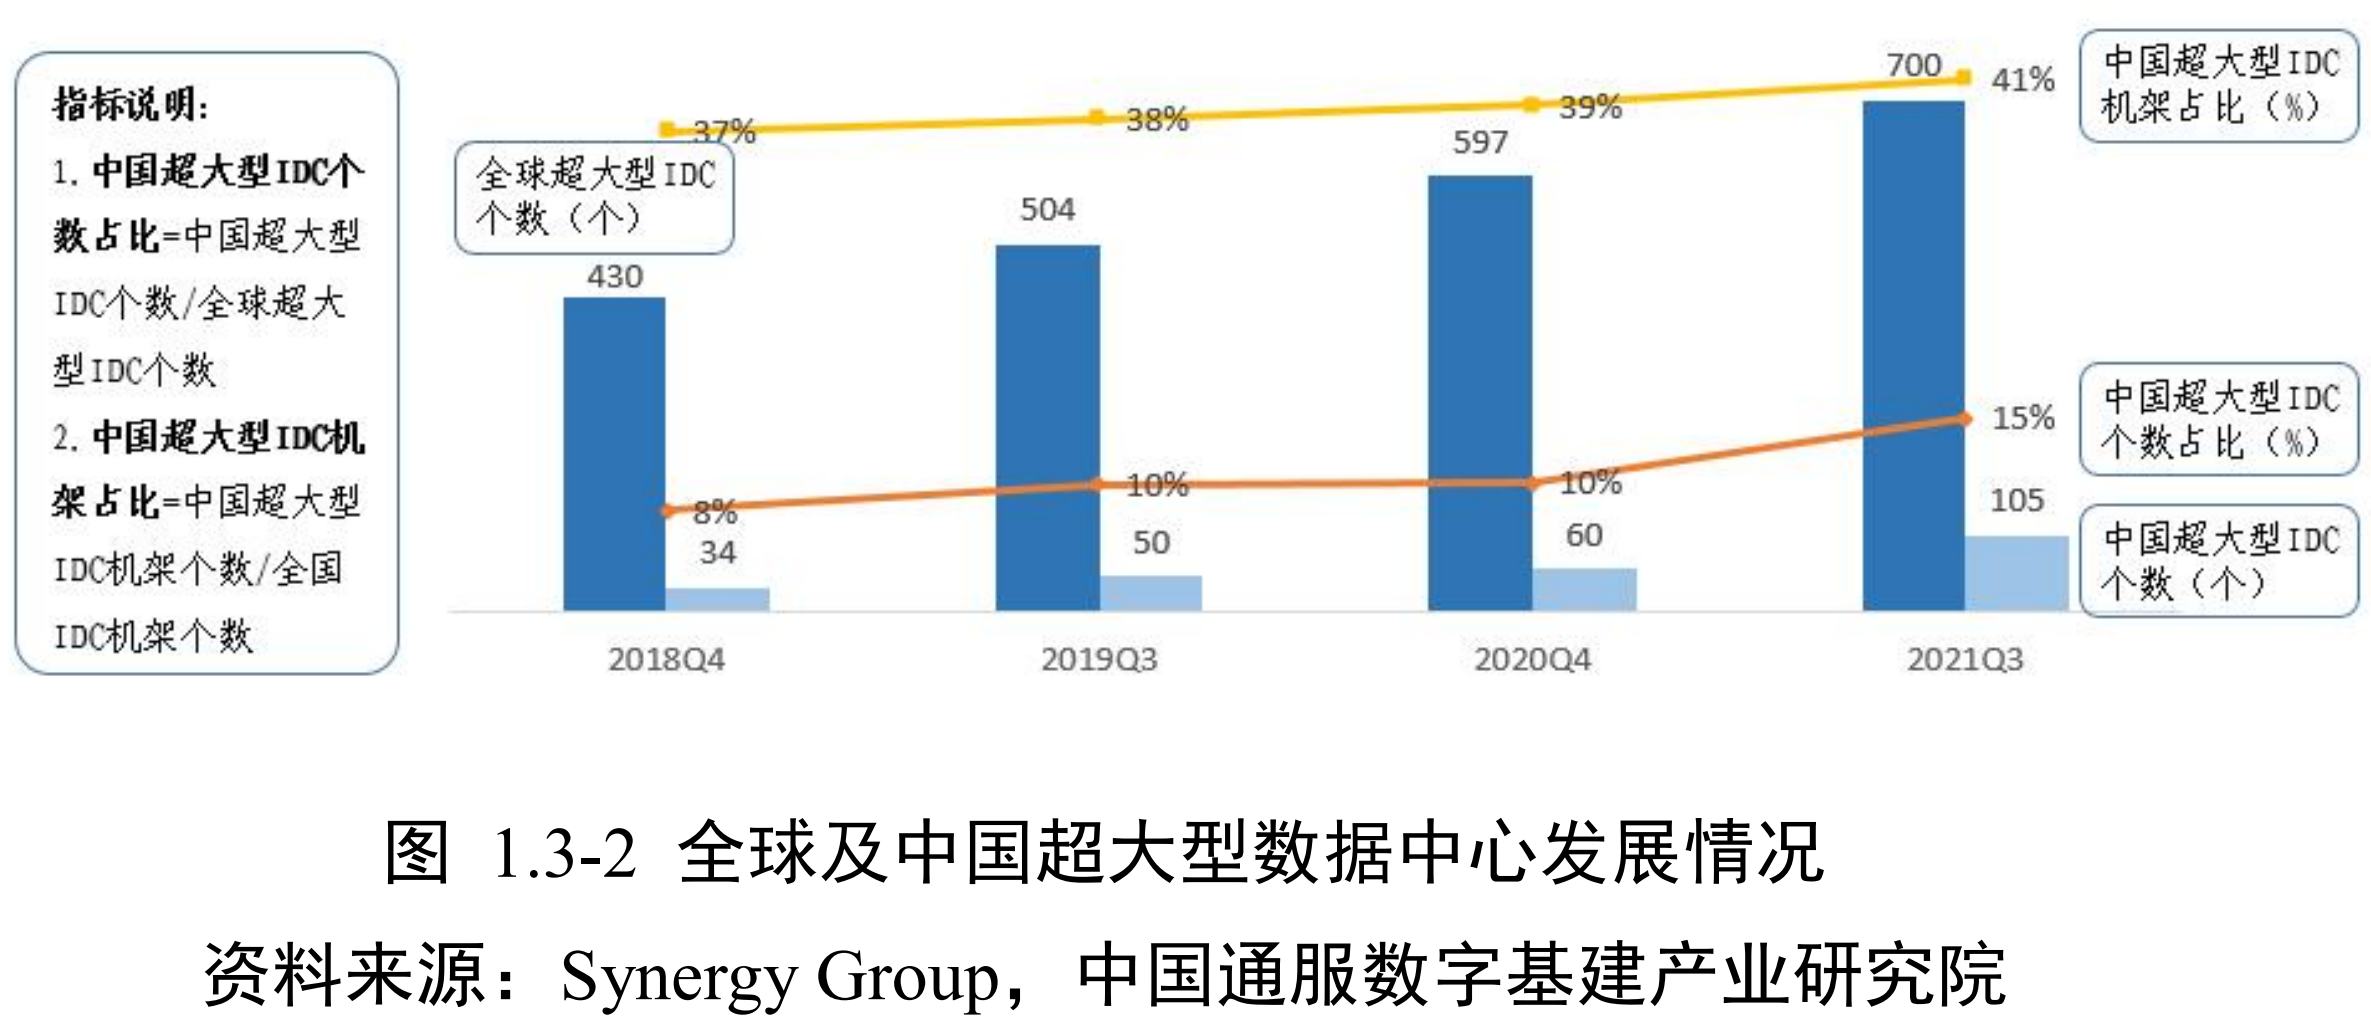 指标说明:
1. 中国超大型IDC个
数占比=中国超大型
IDC个数/全球超大
型IDC个数
2. 中国超大型IDC机
架占比=中国超大型
IDC机架个数/全国
IDC机架个数
全球超大型IDC
个数（个）
37%
38%
39%
41%
中国超大型IDC
机架占比（%）
430
504
597
700
8%
10%
10%
15%
中国超大型IDC
个数占比（%）
34
50
60
105
中国超大型IDC
个数（个）
2018Q4
2019Q3
2020Q4
2021Q3
图 1.3-2 全球及中国超大型数据中心发展情况
资料来源：Synergy Group，中国通服数字基建产业研究院